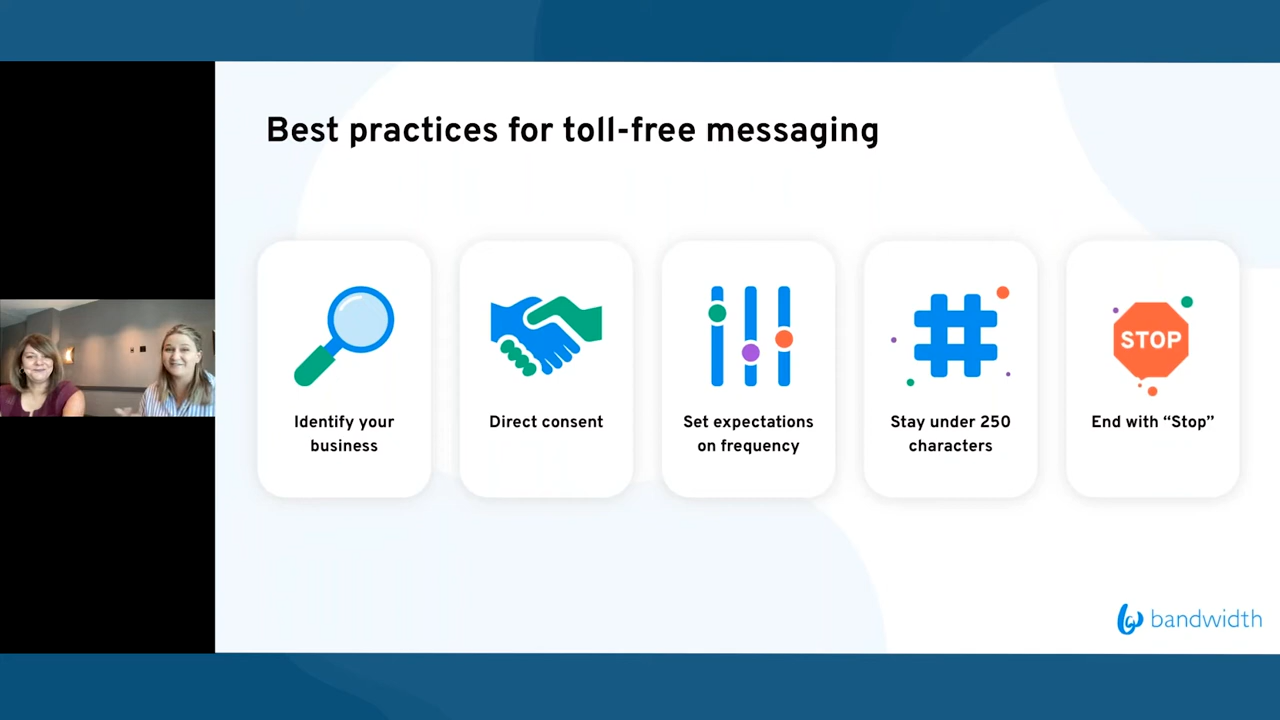 Best practices for toll-free messaging
Identify your
business
Direct consent
Set expectations
on frequency
Stay under 250
characters
STOP
End with “Stop”
bandwidth